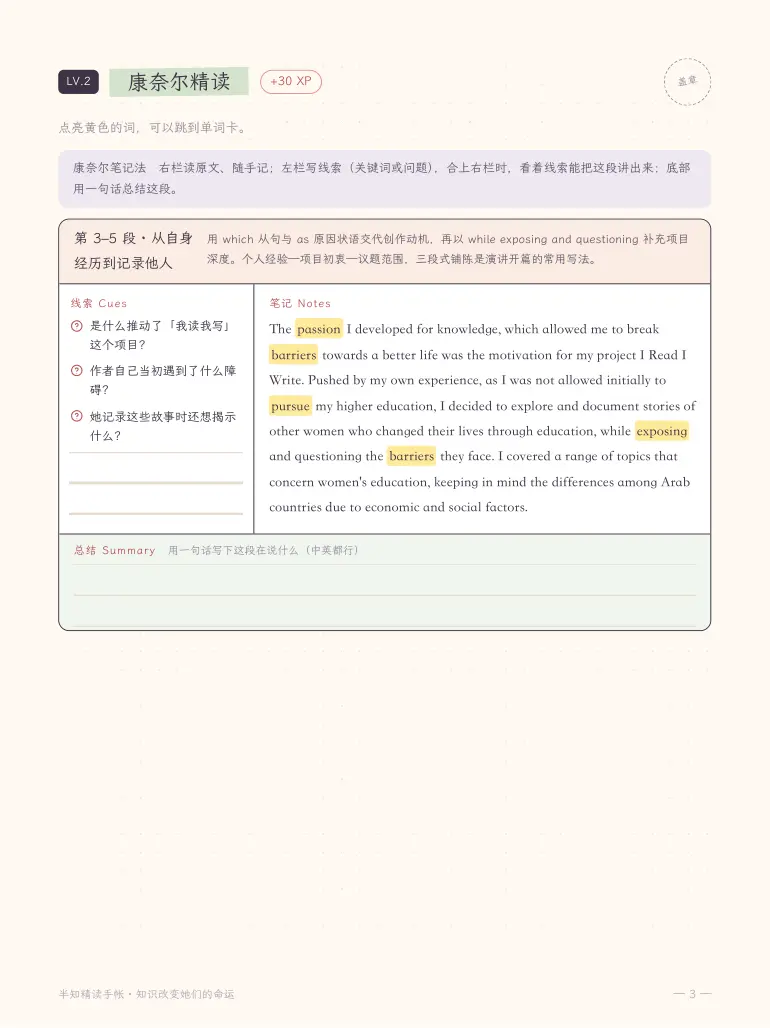 LV.2 康奈尔精读 +30 XP 盖章
点亮黄色的词，可以跳到单词卡。
康奈尔笔记法 右栏读原文、随手记；左栏写线索（关键词或问题），合上右栏时，看着线索能把这段讲出来；底部
用一句话总结这段。
第 3–5 段·从自身
经历到记录他人
用 which 从句与 as 原因状语交代创作动机，再以 while exposing and questioning 补充项目
深度。个人经验—项目初衷—议题范围，三段式铺陈是演讲开篇的常用写法。
线索 Cues
是什么推动了「我读我写」
这个项目？
作者自己当初遇到了什么障
碍？
她记录这些故事时还想揭示
什么？
笔记 Notes
The passion I developed for knowledge, which allowed me to break
barriers towards a better life was the motivation for my project I Read I
Write. Pushed by my own experience, as I was not allowed initially to
pursue my higher education, I decided to explore and document stories of
other women who changed their lives through education, while exposing
and questioning the barriers they face. I covered a range of topics that
concern women's education, keeping in mind the differences among Arab
countries due to economic and social factors.
总结 Summary 用一句话写下这段在说什么（中英都行）
半知精读手帐·知识改变她们的命运 — 3 —